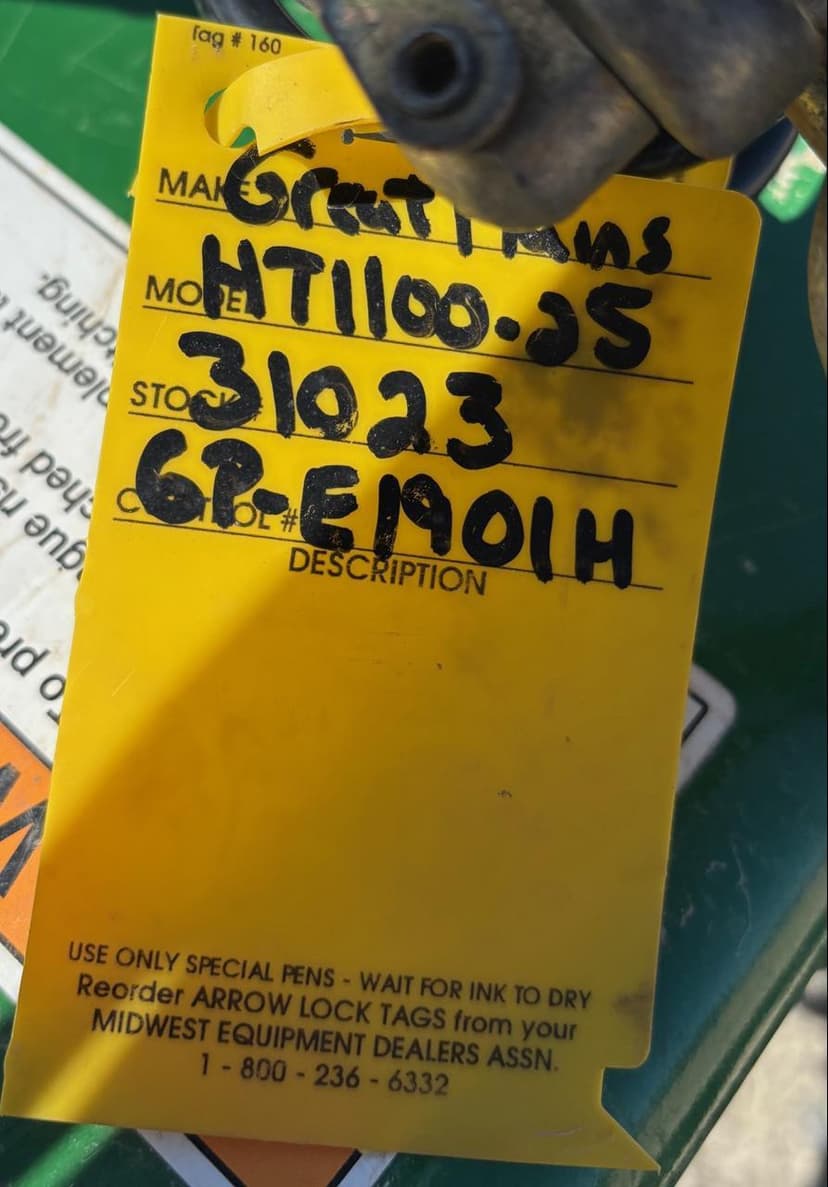 Tag # 160
MAKE Great Plains
MODEL HT1100-25
STOCK 31023
CONTROL # GP-E1901H
DESCRIPTION
USE ONLY SPECIAL PENS - WAIT FOR INK TO DRY
Reorder ARROW LOCK TAGS from your
MIDWEST EQUIPMENT DEALERS ASSN.
1 - 800 - 236 - 6332